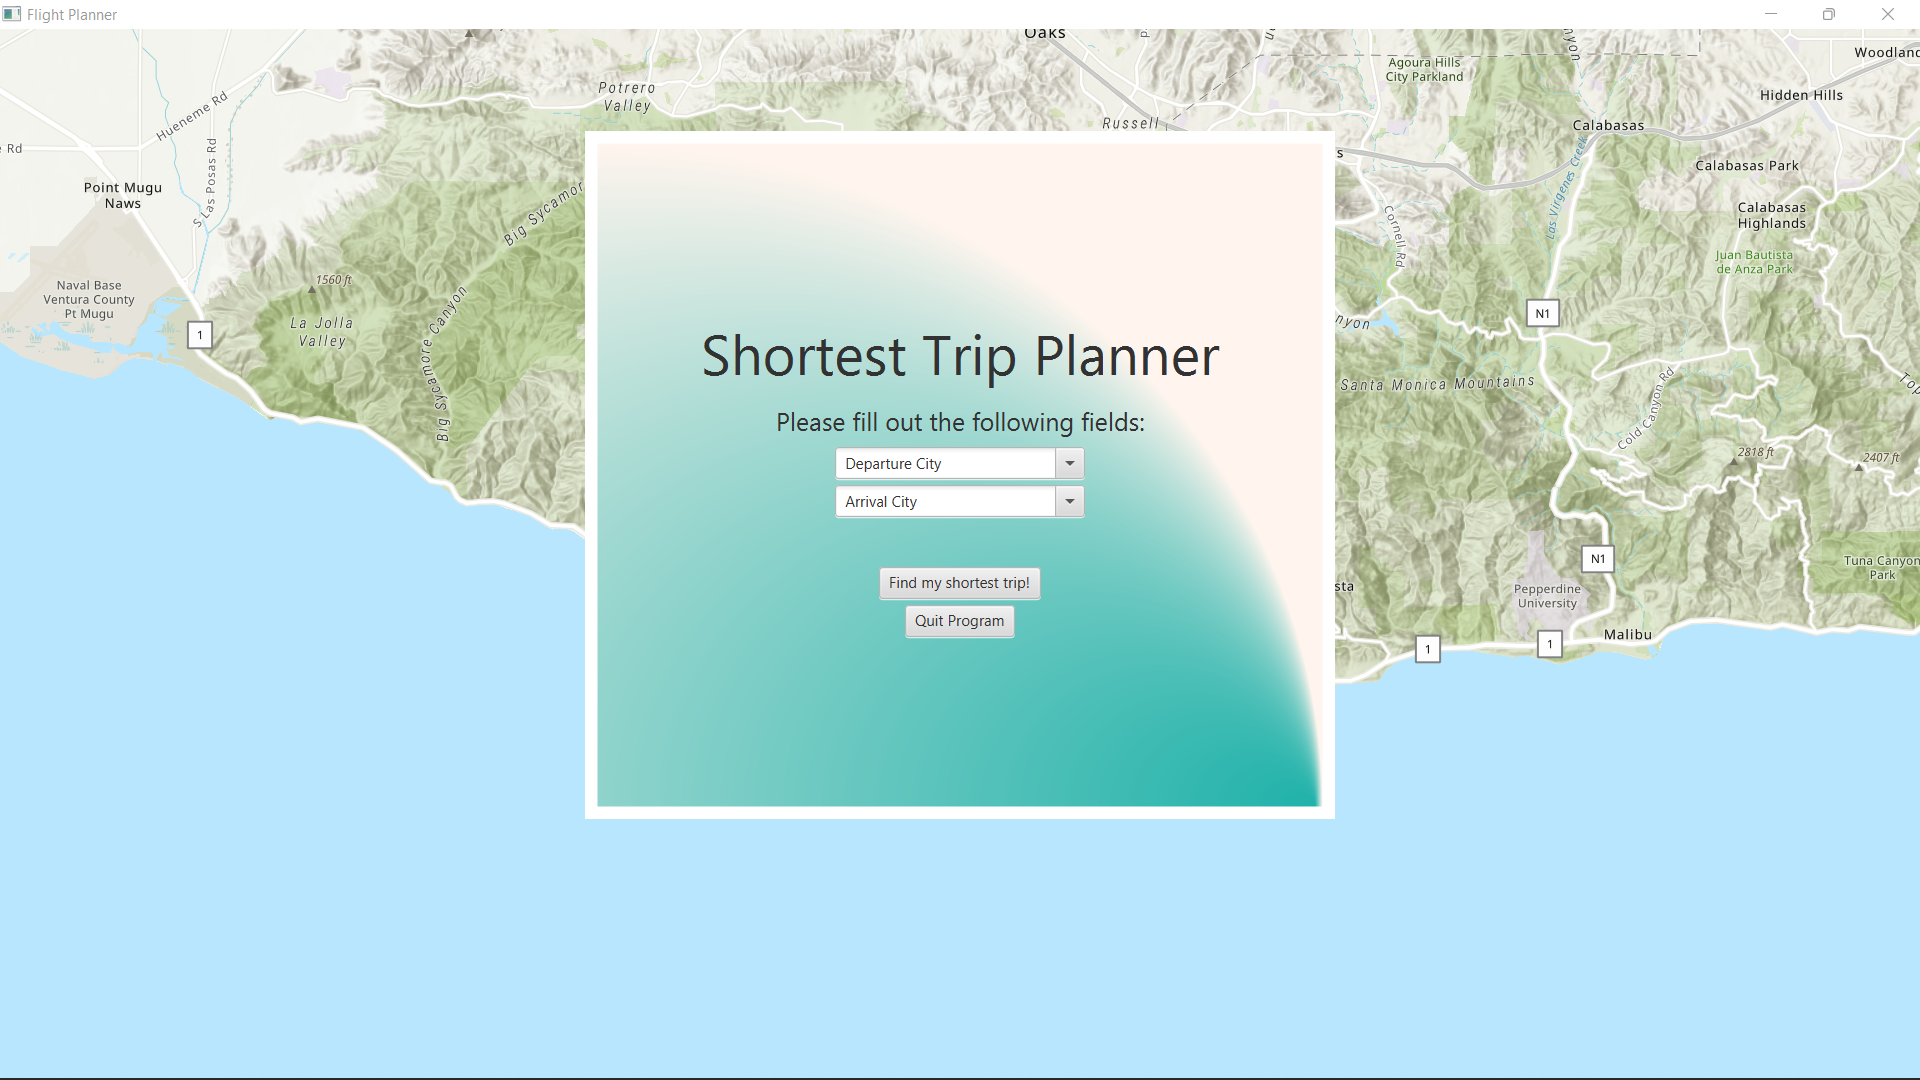 Flight Planner
Oaks
Woodland
Agoura Hills
City Parkland
Potrero
Valley
Hidden Hills
Hueneme Rd
Russell
Calabasas
Rd
S Las Posas Rd
Las Virgenes Creek
Calabasas Park
Point Mugu
Naws
Big Sycamor
Cornell Rd
Calabasas
Highlands
Juan Bautista
de Anza Park
1560 ft
Naval Base
Ventura County
Pt Mugu
La Jolla
Valley
Big Sycamore Canyon
1
N1
nyon
Shortest Trip Planner
Santa Monica Mountains
Cold Canyon Rd
Top
Please fill out the following fields:
Departure City
2818 ft
2407 ft
Arrival City
N1
Tuna Canyon
Park
Find my shortest trip!
sta
Pepperdine
University
Quit Program
Malibu
1
1